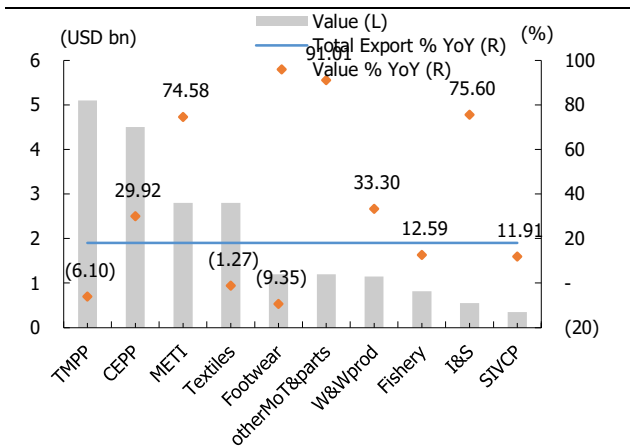 (USD bn)
Value (L)
Total Export % YoY (R)
Value % YoY (R)
(%)
6
5
4
3
2
1
0
100
80
60
40
20
-
(20)
(6.10)
29.92
74.58
(1.27)
(9.35)
91.01
33.30
12.59
75.60
11.91
TMPP
CEPP
METI
Textiles
Footwear
otherMoT&parts
W&Wprod
Fishery
I&S
SIVCP